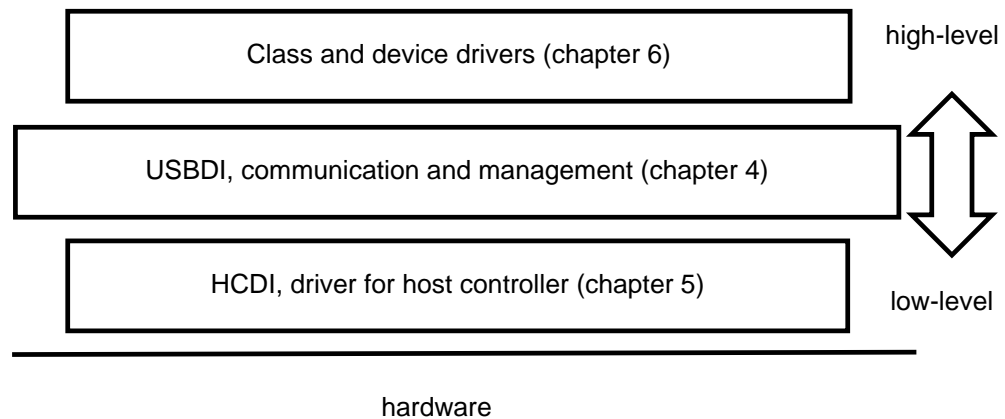 Class and device drivers (chapter 6)
high-level
USBDI, communication and management (chapter 4)
HCDI, driver for host controller (chapter 5)
low-level
hardware